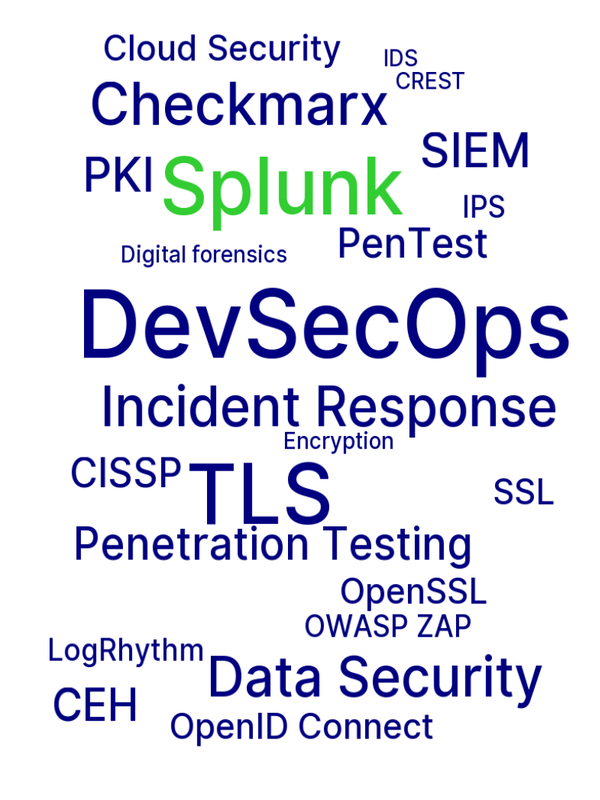 Cloud Security
IDS
CREST
Checkmarx
SIEM
PKI
Splunk
IPS
PenTest
Digital forensics
DevSecOps
Incident Response
Encryption
CISSP
TLS
SSL
Penetration Testing
OpenSSL
OWASP ZAP
LogRhythm
Data Security
CEH
OpenID Connect